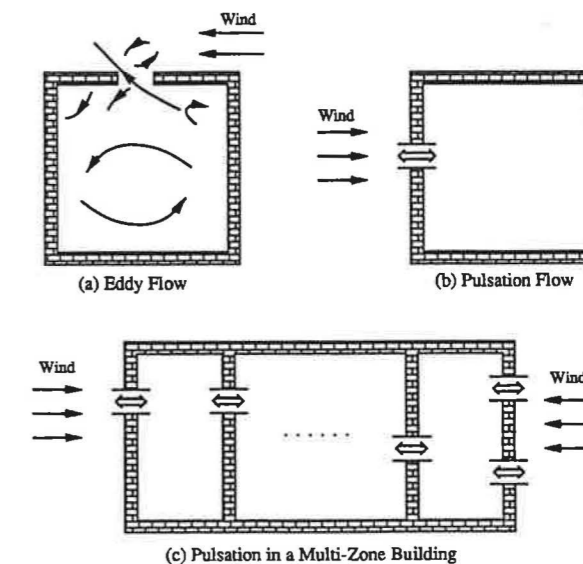 Wind
Wind
(a) Eddy Flow
(b) Pulsation Flow
Wind
Wind
(c) Pulsation in a Multi-Zone Building